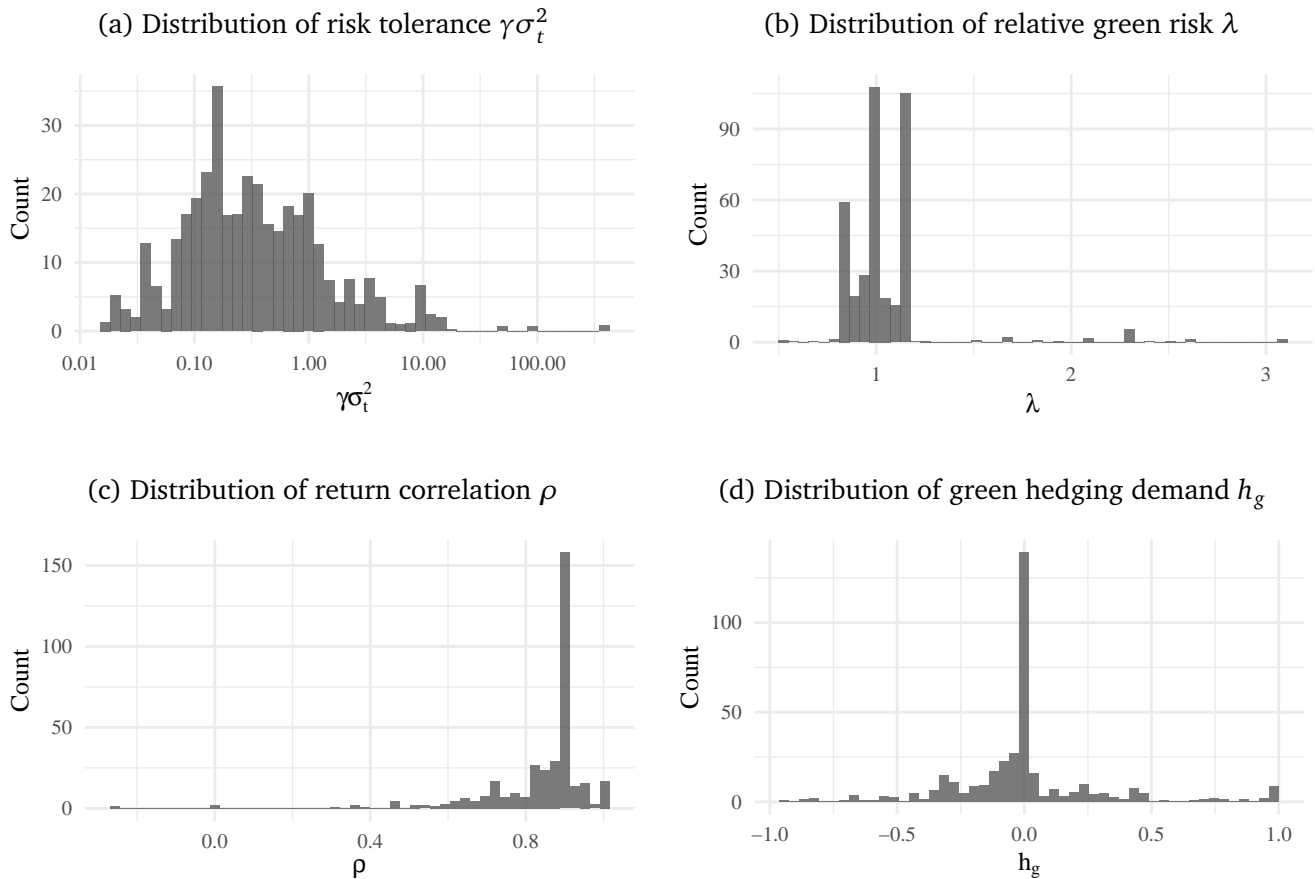 (a) Distribution of risk tolerance γσ_t^2
Count
30
20
10
0
0.01
0.10
1.00
10.00
100.00
γσ_t^2
(b) Distribution of relative green risk λ
Count
90
60
30
0
1
2
3
λ
(c) Distribution of return correlation ρ
Count
150
100
50
0
0.0
0.4
0.8
ρ
(d) Distribution of green hedging demand h_g
Count
100
50
0
−1.0
−0.5
0.0
0.5
1.0
h_g